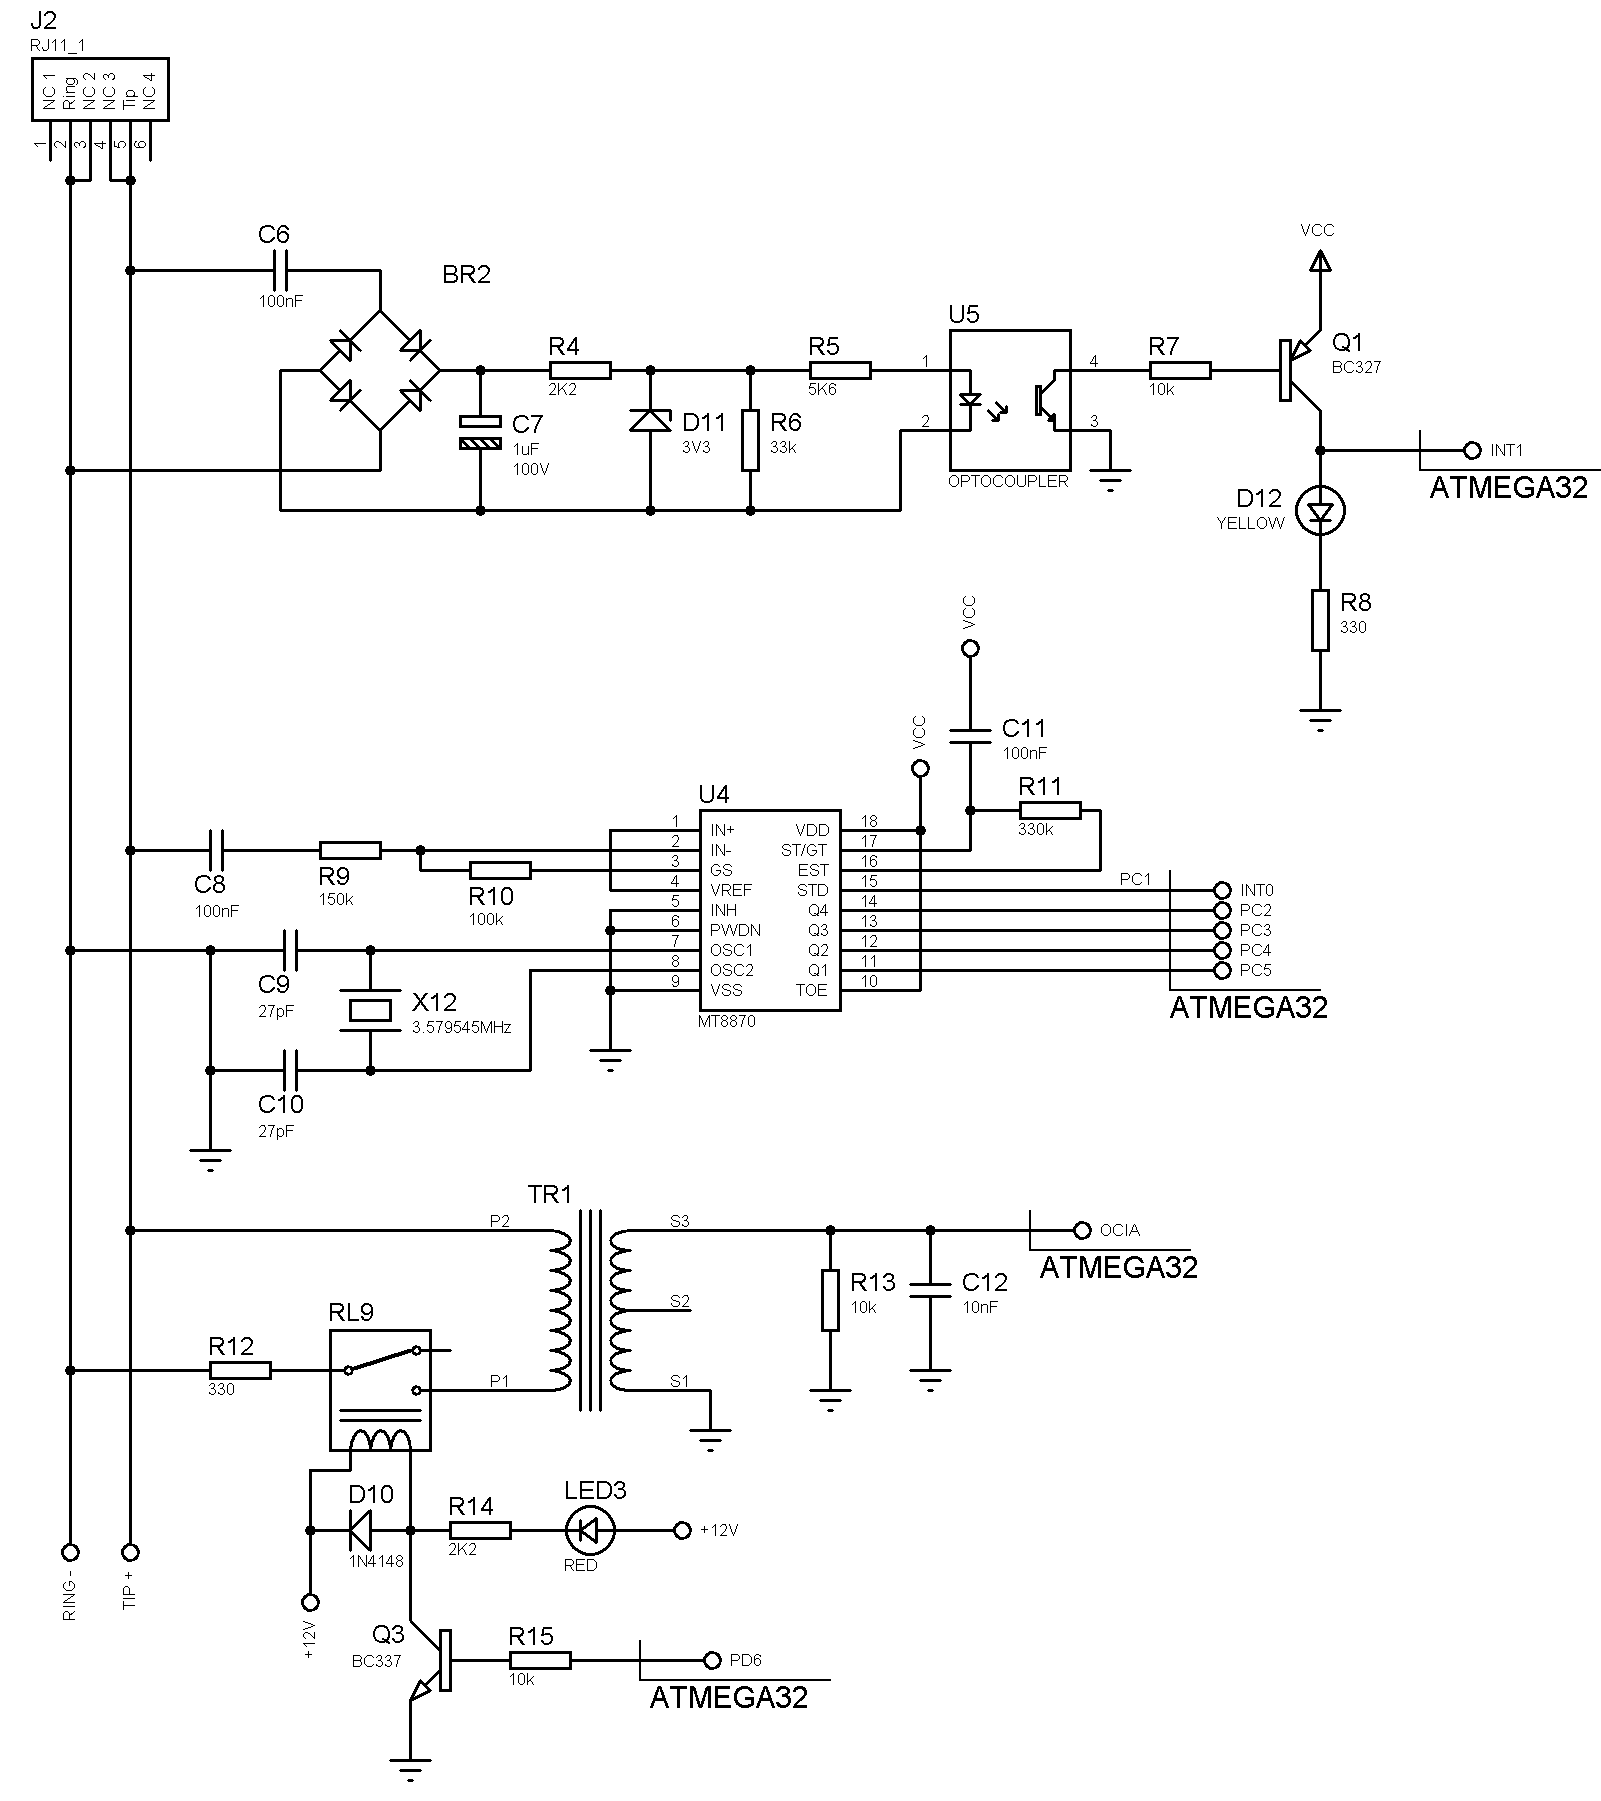 J2
RJ11_1
NC 1
Ring
NC 2
NC 3
Tip
NC 4
1
2
3
4
5
6
C6
100nF
BR2
R4
2K2
C7
1uF
100V
D11
3V3
R6
33k
R5
5K6
U5
1
2
4
3
OPTOCOUPLER
R7
10k
VCC
Q1
BC327
INT1
ATMEGA32
D12
YELLOW
R8
330
VCC
C11
100nF
VCC
R11
330k
U4
1 IN+
2 IN-
3 GS
4 VREF
5 INH
6 PWDN
7 OSC1
8 OSC2
9 VSS
VDD 18
ST/GT 17
EST 16
STD 15
Q4 14
Q3 13
Q2 12
Q1 11
TOE 10
MT8870
PC1
INT0
PC2
PC3
PC4
PC5
ATMEGA32
C8
100nF
R9
150k
R10
100k
C9
27pF
X12
3.579545MHz
C10
27pF
TR1
P2
P1
S3
S2
S1
OCIA
ATMEGA32
R13
10k
C12
10nF
RL9
R12
330
D10
1N4148
R14
2K2
LED3
RED
+12V
+12V
RING -
TIP +
Q3
BC337
R15
10k
PD6
ATMEGA32